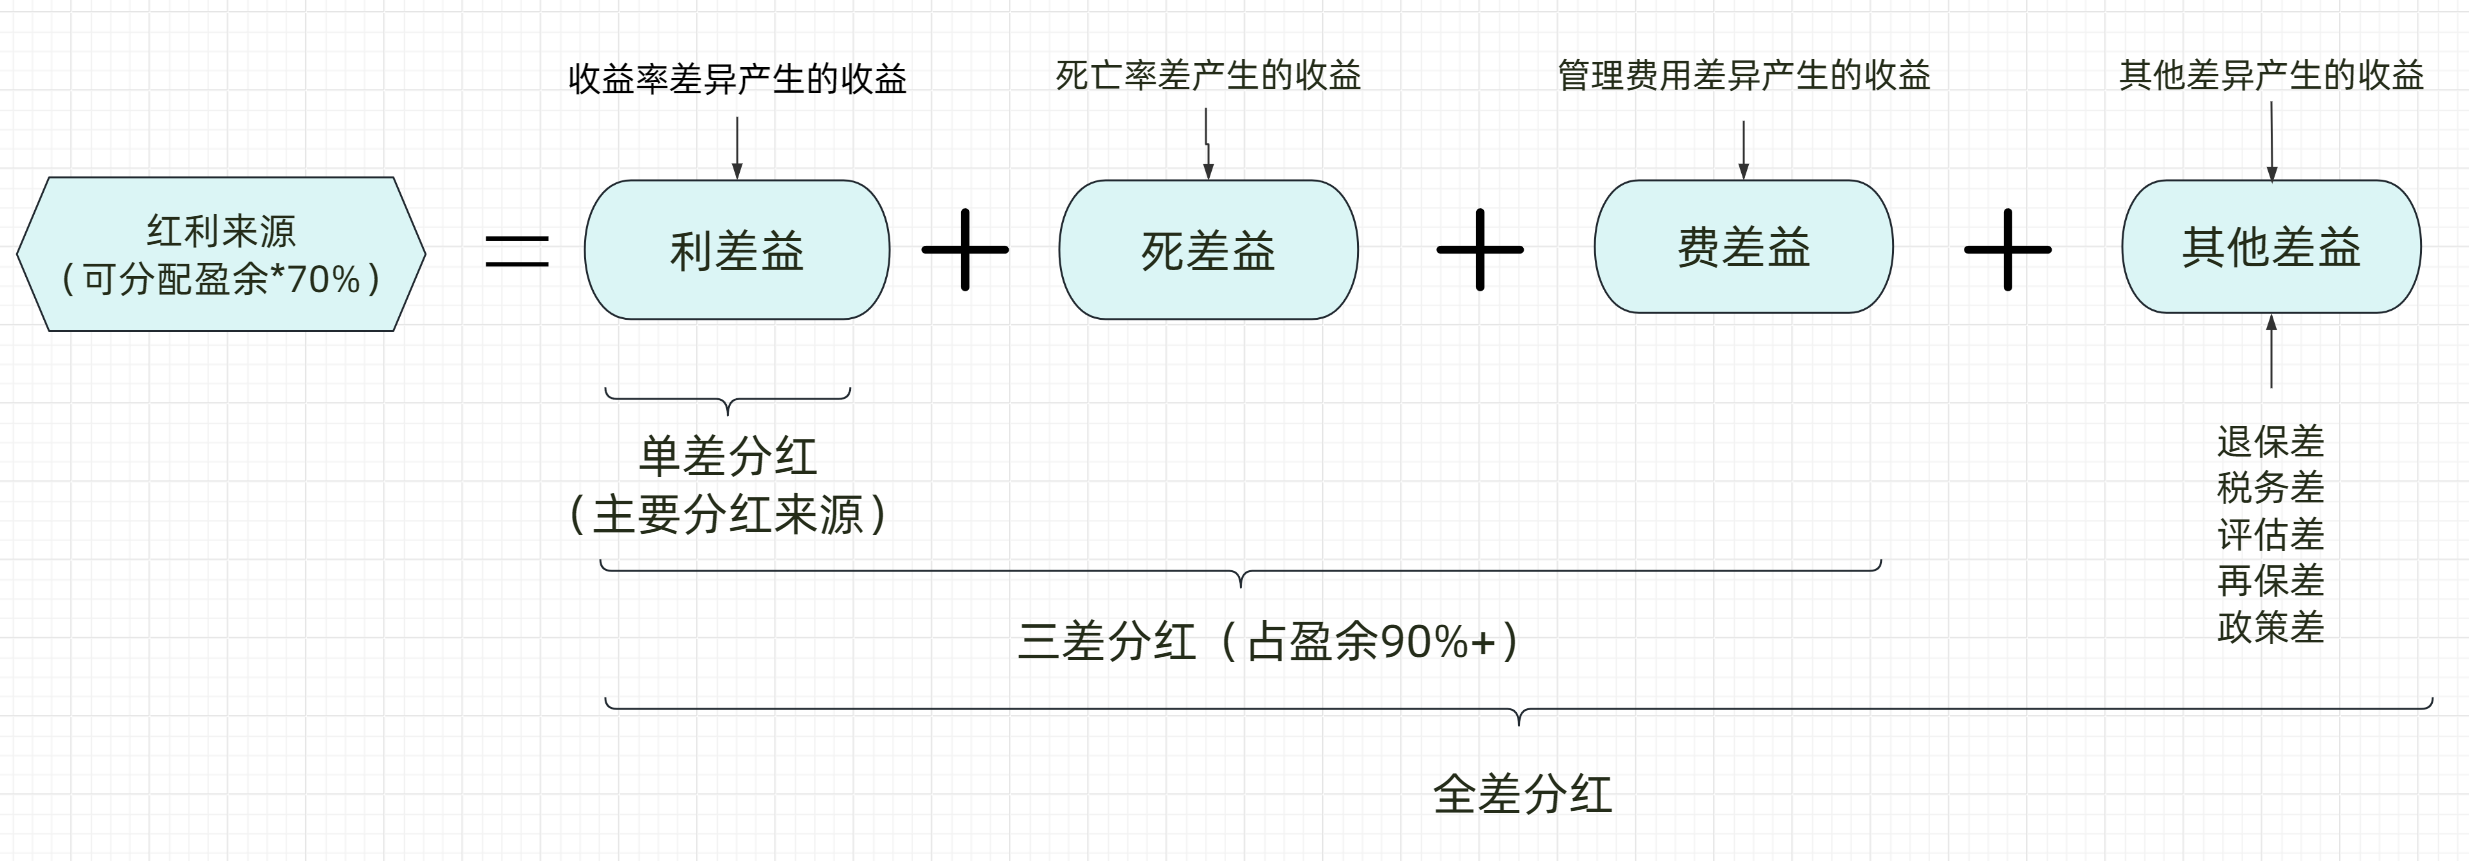 收益率差异产生的收益
死亡率差产生的收益
管理费用差异产生的收益
其他差异产生的收益
红利来源
（可分配盈余*70%）
=
利差益
+
死差益
+
费差益
+
其他差益
单差分红
（主要分红来源）
三差分红（占盈余90%+）
退保差
税务差
评估差
再保差
政策差
全差分红